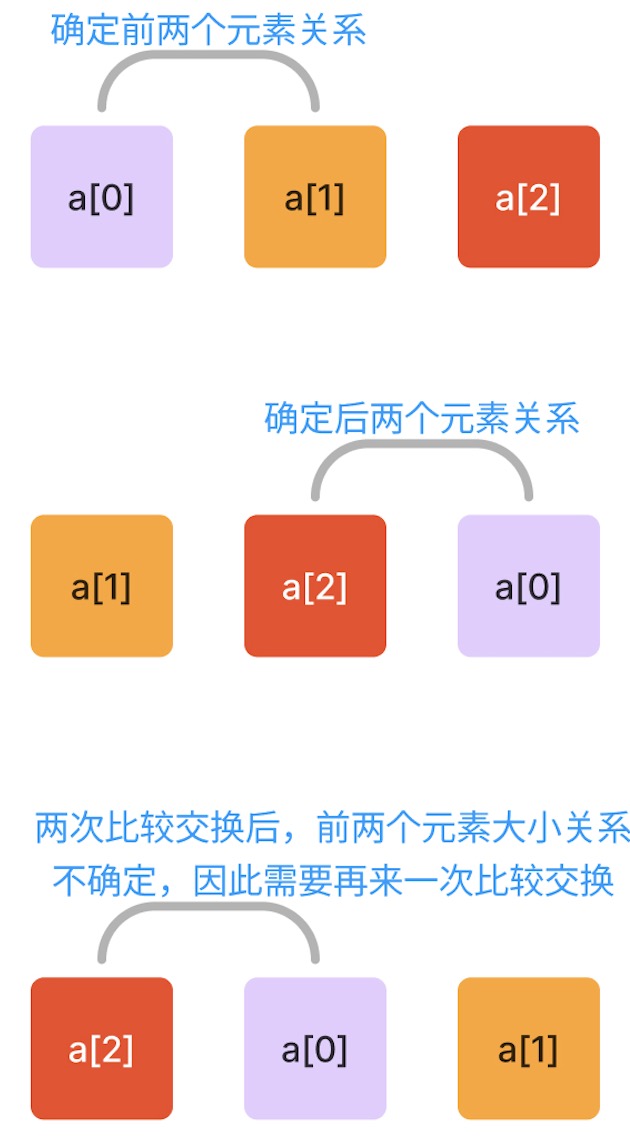 确定前两个元素关系
a[0] a[1] a[2]
确定后两个元素关系
a[1] a[2] a[0]
两次比较交换后，前两个元素大小关系
不确定，因此需要再来一次比较交换
a[2] a[0] a[1]